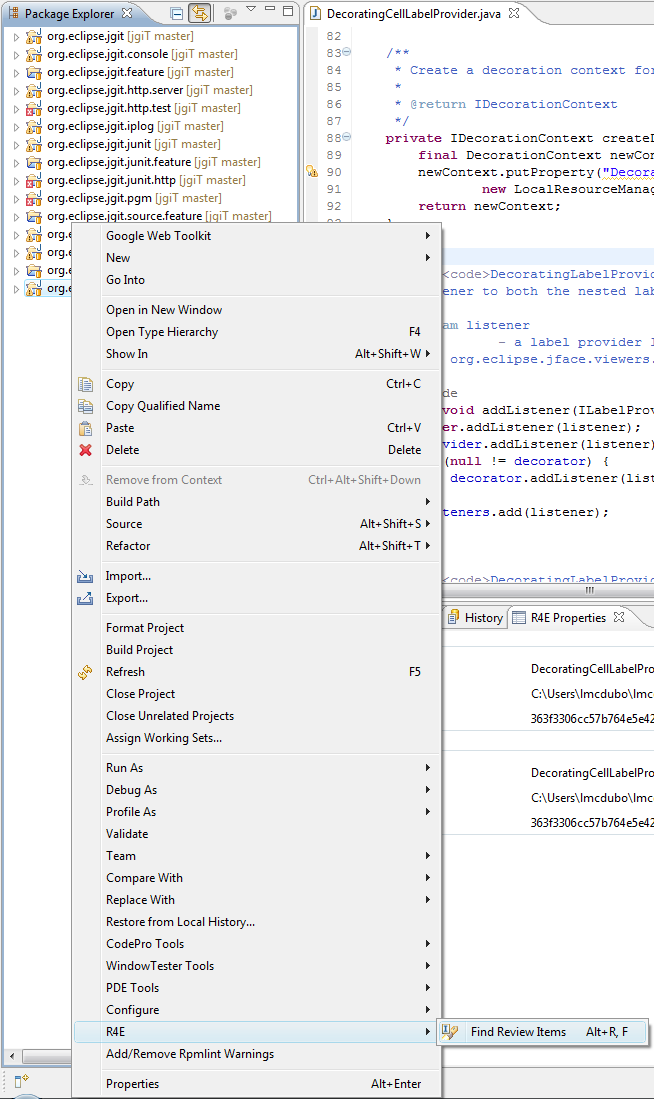 Package Explorer
org.eclipse.jgit [jgiT master]
org.eclipse.jgit.console [jgiT master]
org.eclipse.jgit.feature [jgiT master]
org.eclipse.jgit.http.server [jgiT master]
org.eclipse.jgit.http.test [jgiT master]
org.eclipse.jgit.iplog [jgiT master]
org.eclipse.jgit.junit [jgiT master]
org.eclipse.jgit.junit.feature [jgiT master]
org.eclipse.jgit.junit.http [jgiT master]
org.eclipse.jgit.pgm [jgiT master]
org.eclipse.jgit.source.feature [jgiT master]
org.e
org.e
org.e
org.e
Google Web Toolkit
New
Go Into
Open in New Window
Open Type Hierarchy F4
Show In Alt+Shift+W
Copy Ctrl+C
Copy Qualified Name
Paste Ctrl+V
Delete Delete
Remove from Context Ctrl+Alt+Shift+Down
Build Path
Source Alt+Shift+S
Refactor Alt+Shift+T
Import...
Export...
Format Project
Build Project
Refresh F5
Close Project
Close Unrelated Projects
Assign Working Sets...
Run As
Debug As
Profile As
Validate
Team
Compare With
Replace With
Restore from Local History...
CodePro Tools
WindowTester Tools
PDE Tools
Configure
R4E
Add/Remove Rpmlint Warnings
Properties Alt+Enter
Find Review Items Alt+R, F
DecoratingCellLabelProvider.java
82
83 /**
84 * Create a decoration context for
85 *
86 * @return IDecorationContext
87 */
88 private IDecorationContext createD
89 final DecorationContext newCon
90 newContext.putProperty("Decora
91 new LocalResourceManag
92 return newContext;
<code>DecoratingLabelProvid
ener to both the nested lab
am listener
- a label provider l
org.eclipse.jface.viewers.
de
void addListener(ILabelProv
er.addListener(listener);
vider.addListener(listener)
(null != decorator) {
decorator.addListener(list
teners.add(listener);
<code>DecoratingLabelProvid
History
R4E Properties
DecoratingCellLabelPro
C:\Users\lmcdubo\lmc
363f3306cc57b764e5e42
DecoratingCellLabelPro
C:\Users\lmcdubo\lmc
363f3306cc57b764e5e42